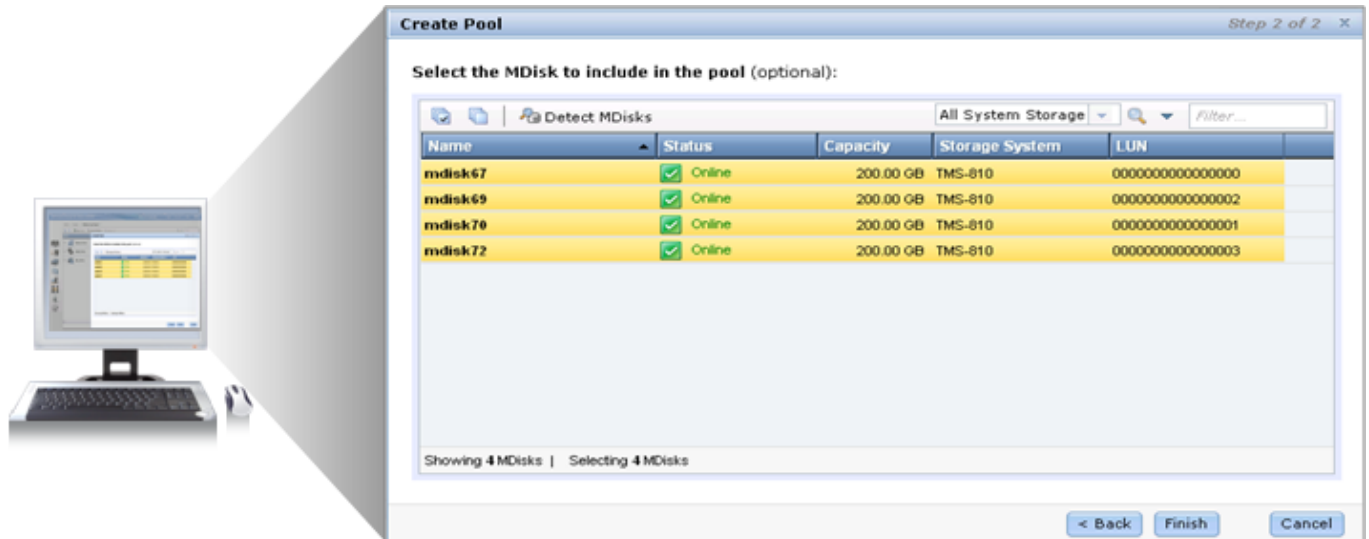 Create Pool Step 2 of 2 X
Select the MDisk to include in the pool (optional):
Detect MDisks All System Storage Filter...
Name Status Capacity Storage System LUN
mdisk67 Online 200.00 GB TMS-810 0000000000000000
mdisk69 Online 200.00 GB TMS-810 0000000000000002
mdisk70 Online 200.00 GB TMS-810 0000000000000001
mdisk72 Online 200.00 GB TMS-810 0000000000000003
Showing 4 MDisks | Selecting 4 MDisks
< Back Finish Cancel